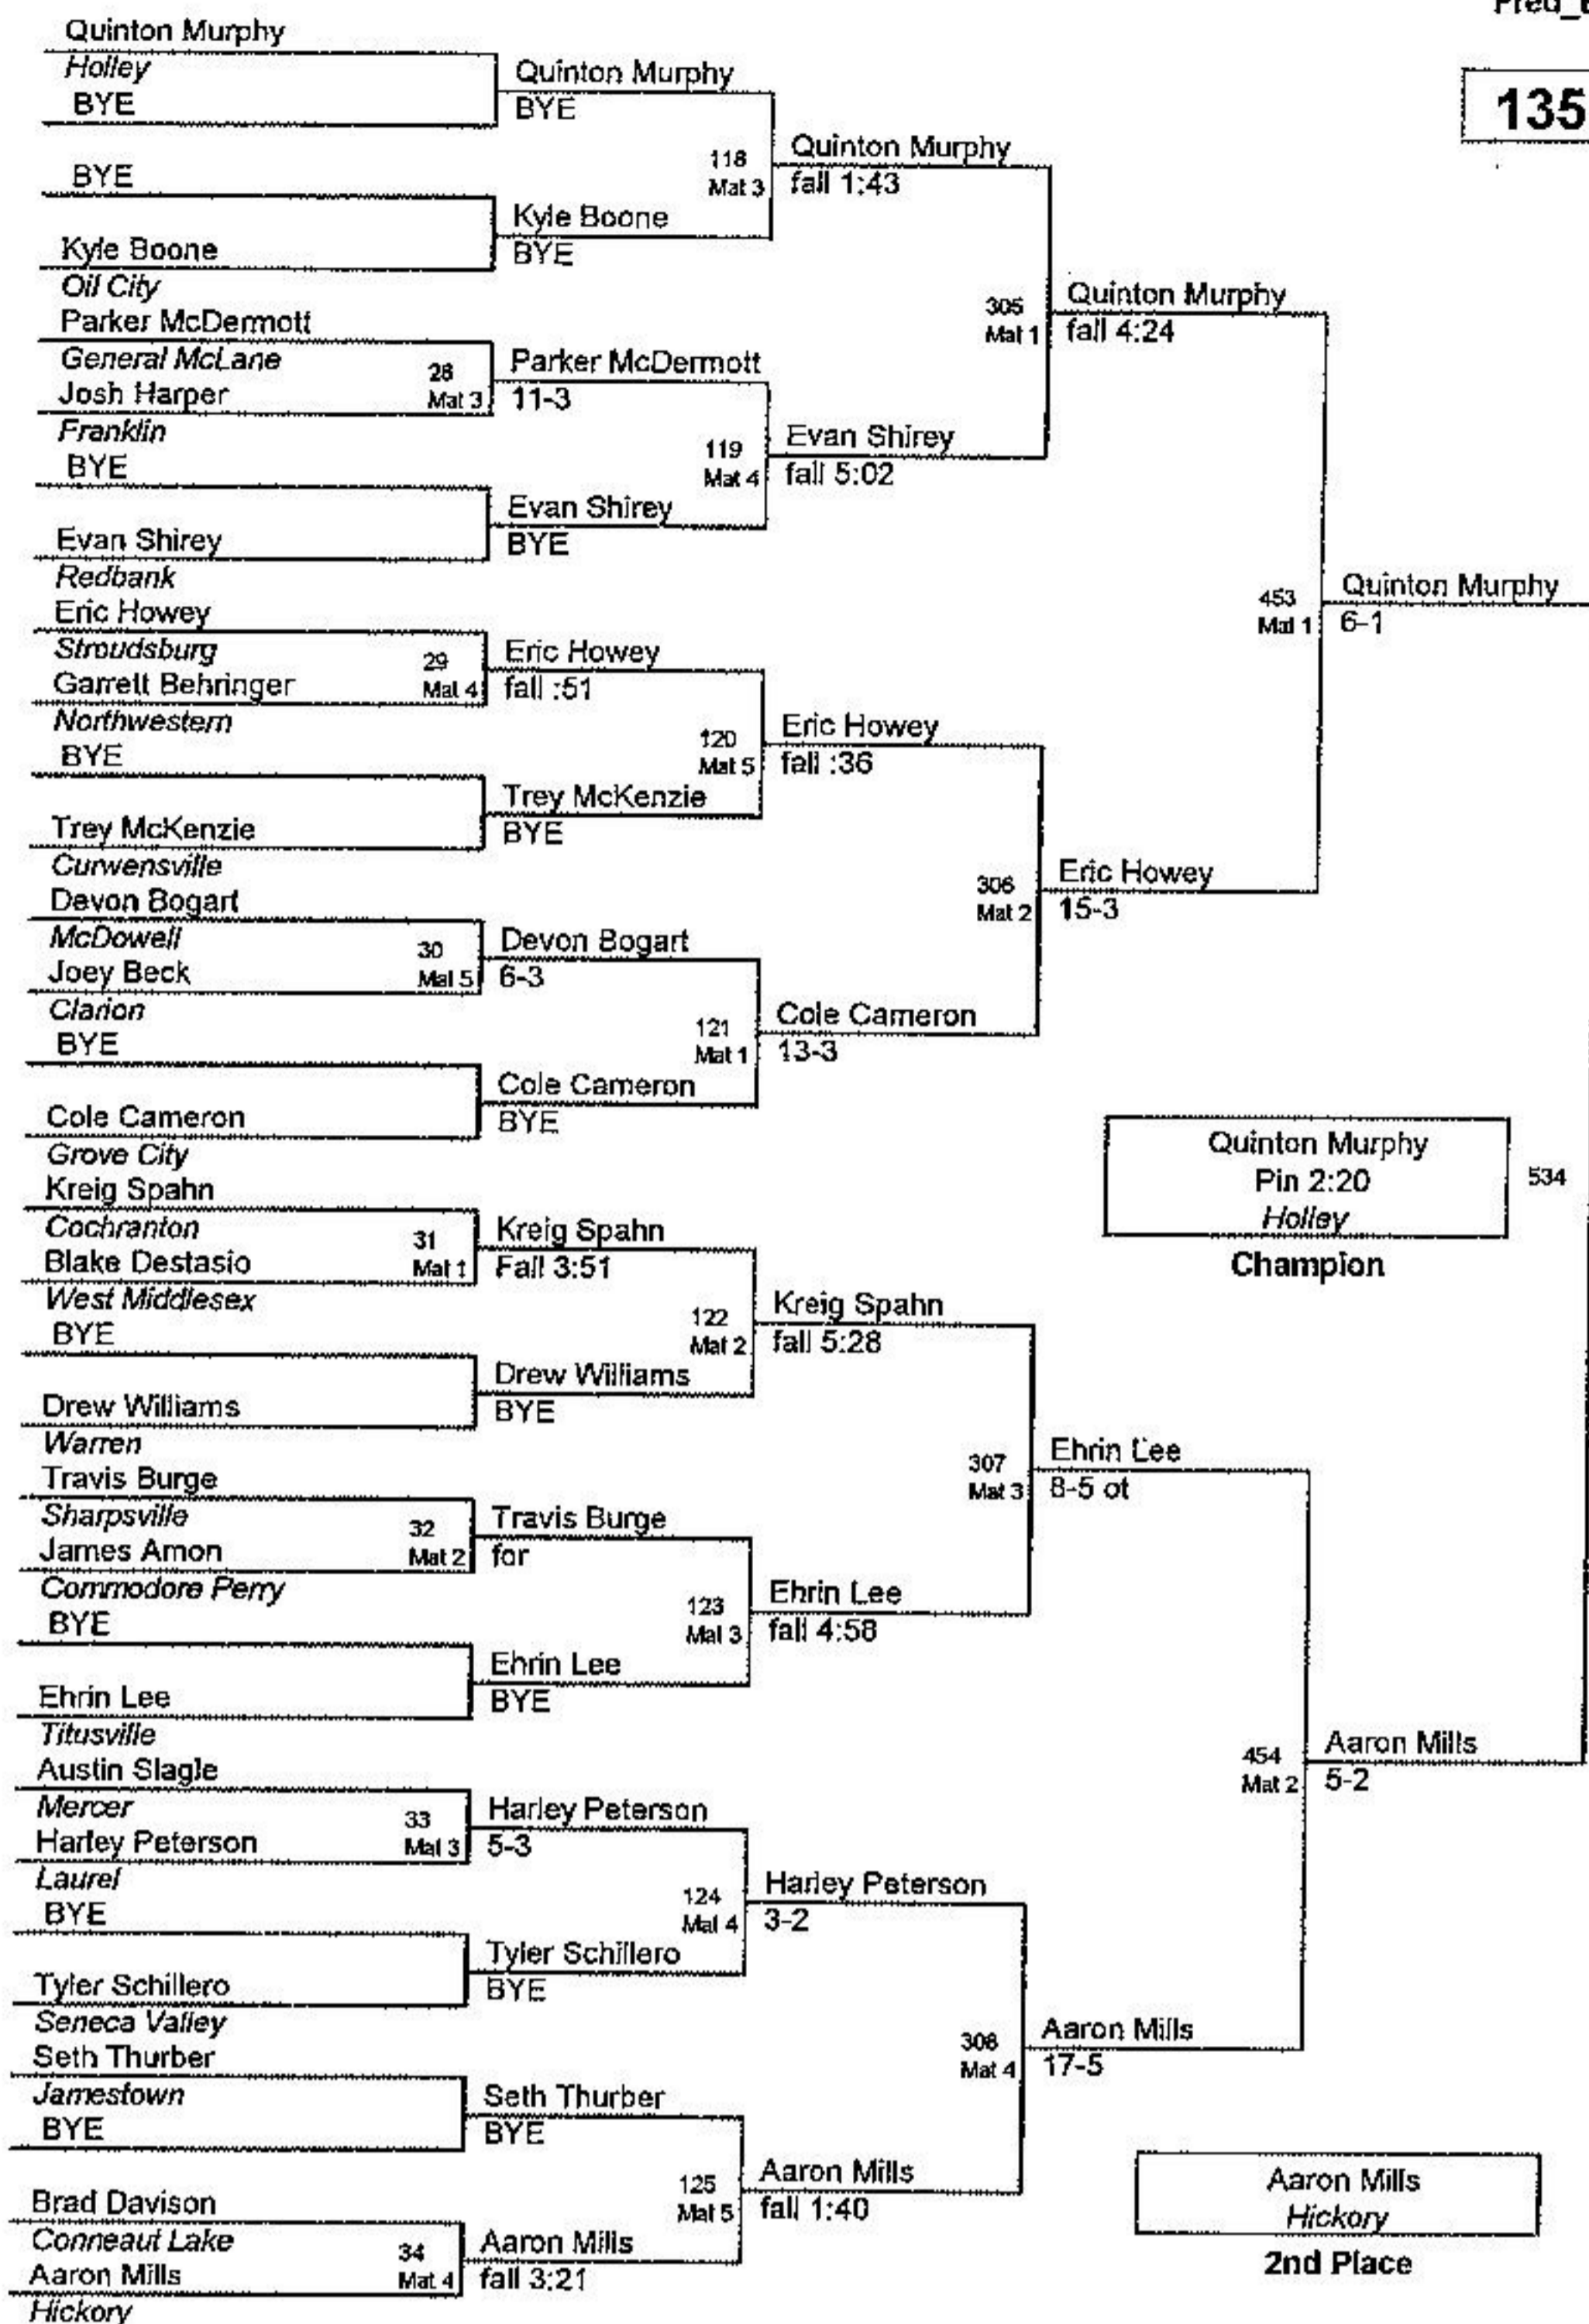 135
Quinton Murphy
Holley
BYE
Quinton Murphy
BYE
BYE
Kyle Boone
Oil City
Kyle Boone
BYE
118
Mat 3
Quinton Murphy
fall 1:43
Parker McDermott
General McLane
Josh Harper
Franklin
28
Mat 3
Parker McDermott
11-3
BYE
Evan Shirey
Redbank
Evan Shirey
BYE
119
Mat 4
Evan Shirey
fall 5:02
305
Mat 1
Quinton Murphy
fall 4:24
Eric Howey
Stroudsburg
Garrett Behringer
Northwestern
29
Mat 4
Eric Howey
fall :51
BYE
Trey McKenzie
Curwensville
Trey McKenzie
BYE
120
Mat 5
Eric Howey
fall :36
Devon Bogart
McDowell
Joey Beck
Clarion
30
Mat 5
Devon Bogart
6-3
BYE
Cole Cameron
Grove City
Cole Cameron
BYE
121
Mat 1
Cole Cameron
13-3
306
Mat 2
Eric Howey
15-3
453
Mat 1
Quinton Murphy
6-1
Kreig Spahn
Cochranton
Blake Destasio
West Middlesex
31
Mat 1
Kreig Spahn
Fall 3:51
BYE
Drew Williams
Warren
Drew Williams
BYE
122
Mat 2
Kreig Spahn
fall 5:28
Travis Burge
Sharpsville
James Amon
Commodore Perry
32
Mat 2
Travis Burge
for
BYE
Ehrin Lee
Titusville
Ehrin Lee
BYE
123
Mat 3
Ehrin Lee
fall 4:58
307
Mat 3
Ehrin Lee
8-5 ot
Austin Slagle
Mercer
Harley Peterson
Laurel
33
Mat 3
Harley Peterson
5-3
BYE
Tyler Schillero
Seneca Valley
Tyler Schillero
BYE
124
Mat 4
Harley Peterson
3-2
Seth Thurber
Jamestown
BYE
Seth Thurber
BYE
Brad Davison
Conneaut Lake
Aaron Mills
Hickory
34
Mat 4
Aaron Mills
fall 3:21
125
Mat 5
Aaron Mills
fall 1:40
308
Mat 4
Aaron Mills
17-5
454
Mat 2
Aaron Mills
5-2
Quinton Murphy
Pin 2:20
Holley
534
Champion
Aaron Mills
Hickory
2nd Place